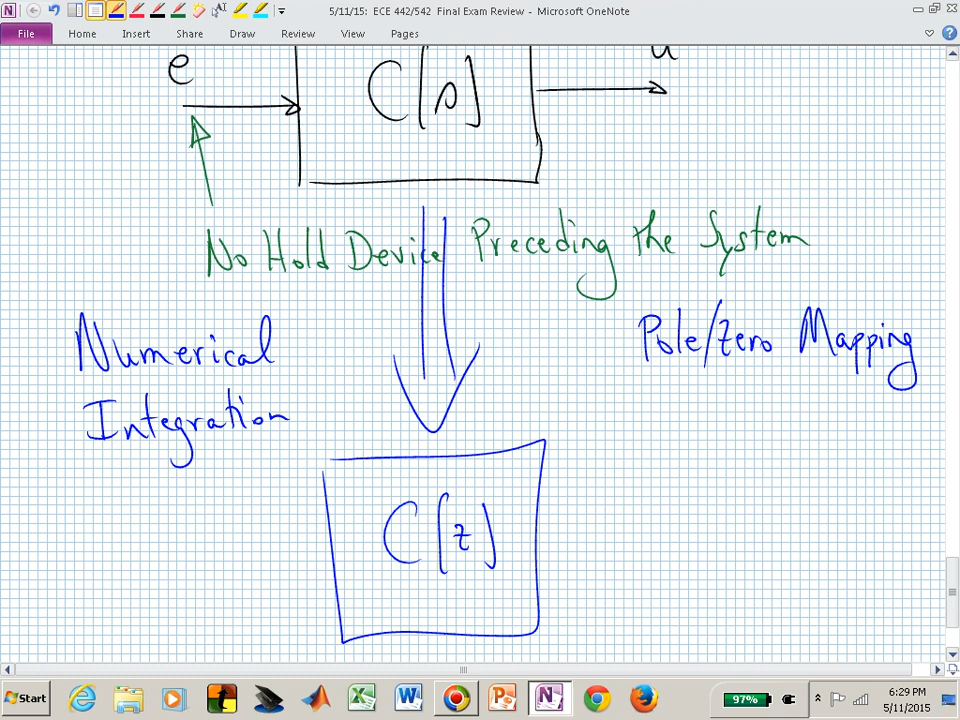 5/11/15: ECE 442/542 Final Exam Review - Microsoft OneNote
File Home Insert Share Draw Review View Pages
e
C(s)
u
No Hold Device Preceding the System
Numerical
Integration
Pole/Zero Mapping
C(z)
Start
97%
6:29 PM
5/11/2015